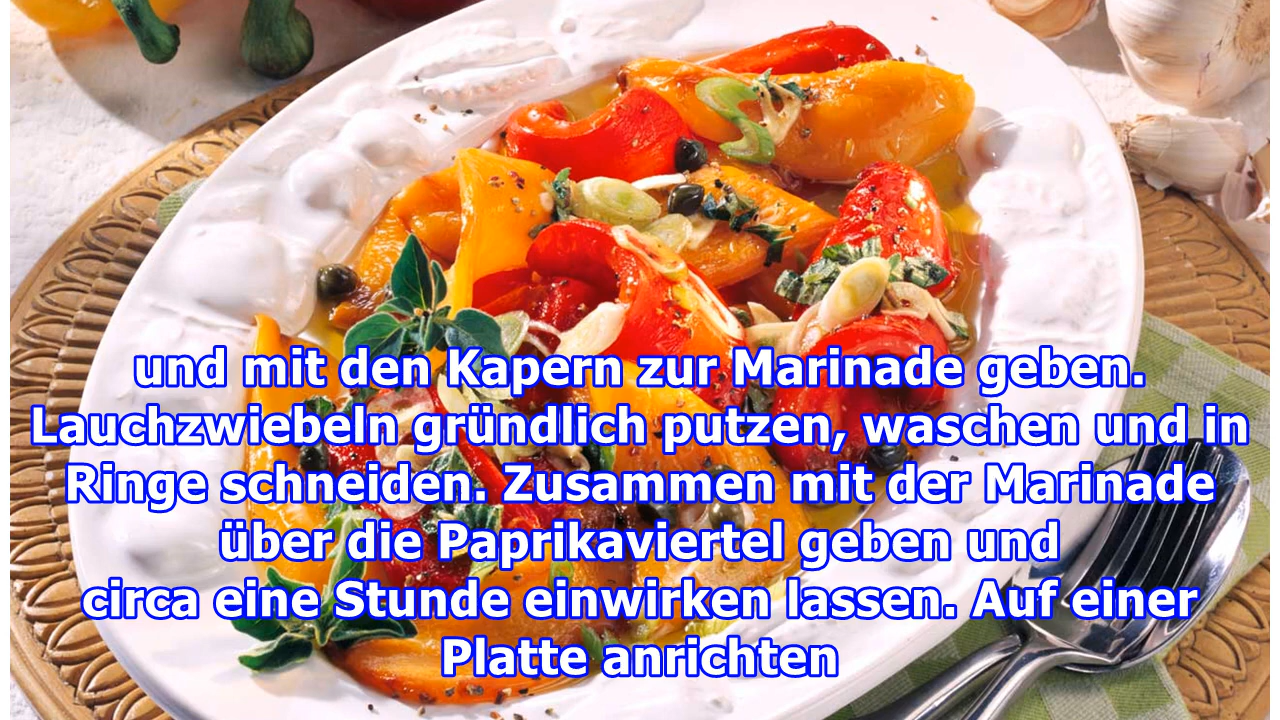 und mit den Kapern zur Marinade geben.
Lauchzwiebeln gründlich putzen, waschen und in
Ringe schneiden. Zusammen mit der Marinade
über die Paprikaviertel geben und
circa eine Stunde einwirken lassen. Auf einer
Platte anrichten